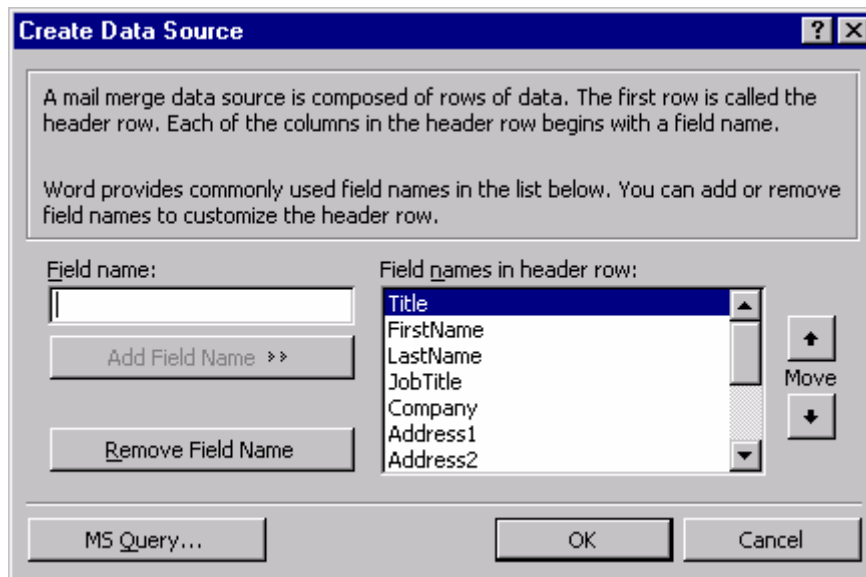 Create Data Source
A mail merge data source is composed of rows of data. The first row is called the
header row. Each of the columns in the header row begins with a field name.
Word provides commonly used field names in the list below. You can add or remove
field names to customize the header row.
Field name:
Field names in header row:
Title
FirstName
LastName
JobTitle
Company
Address1
Address2
Add Field Name >>
Remove Field Name
Move
MS Query...
OK
Cancel